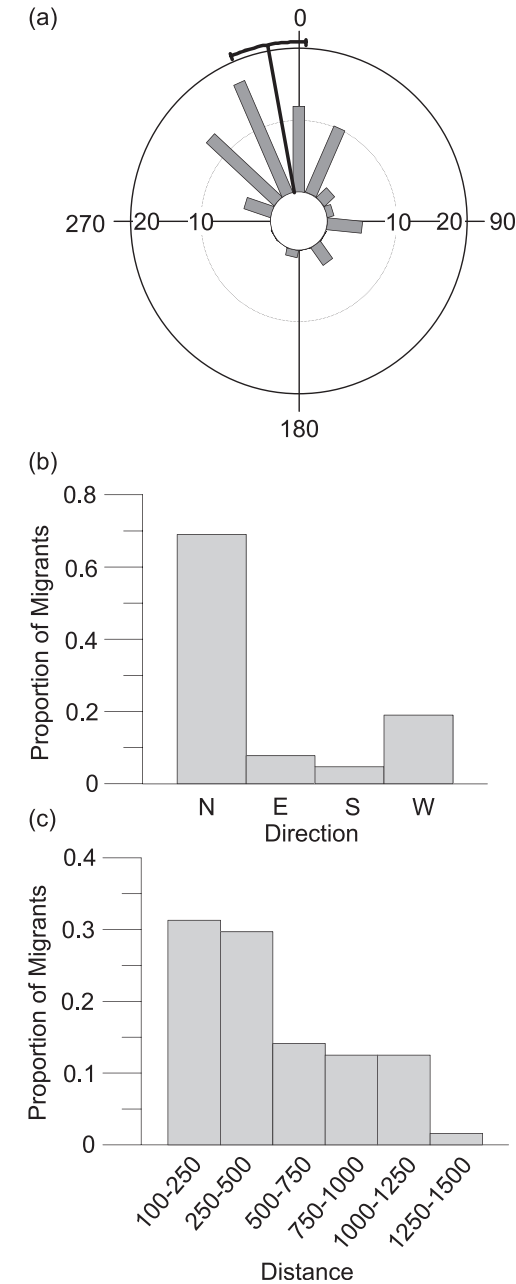 (a)
0
270 20 10 10 20 90
180
(b)
0.8
0.6
0.4
0.2
0
Proportion of Migrants
N E S W
Direction
(c)
0.4
0.3
0.2
0.1
0
Proportion of Migrants
100-250
250-500
500-750
750-1000
1000-1250
1250-1500
Distance